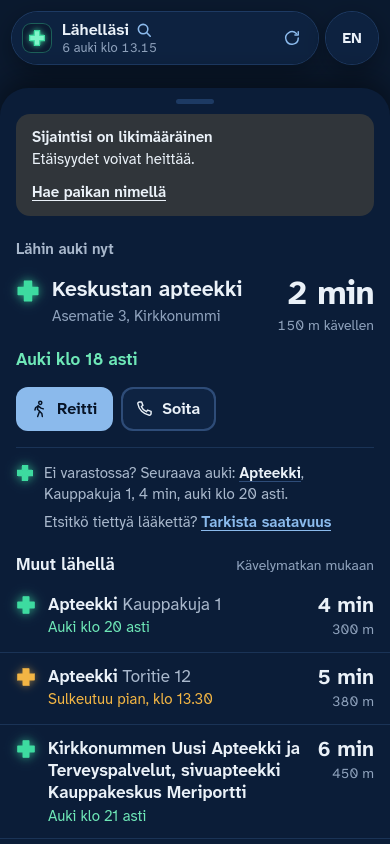 Lähelläsi
6 auki klo 13.15
EN
Sijaintisi on likimääräinen
Etäisyydet voivat heittää.
Hae paikan nimellä
Lähin auki nyt
Keskustan apteekki
2 min
Asematie 3, Kirkkonummi
150 m kävellen
Auki klo 18 asti
Reitti
Soita
Ei varastossa? Seuraava auki: Apteekki,
Kauppakuja 1, 4 min, auki klo 20 asti.
Etsitkö tiettyä lääkettä? Tarkista saatavuus
Muut lähellä
Kävelymatkan mukaan
Apteekki Kauppakuja 1
4 min
Auki klo 20 asti
300 m
Apteekki Toritie 12
5 min
Sulkeutuu pian, klo 13.30
380 m
Kirkkonummen Uusi Apteekki ja
6 min
Terveyspalvelut, sivuapteekki
450 m
Kauppakeskus Meriportti
Auki klo 21 asti